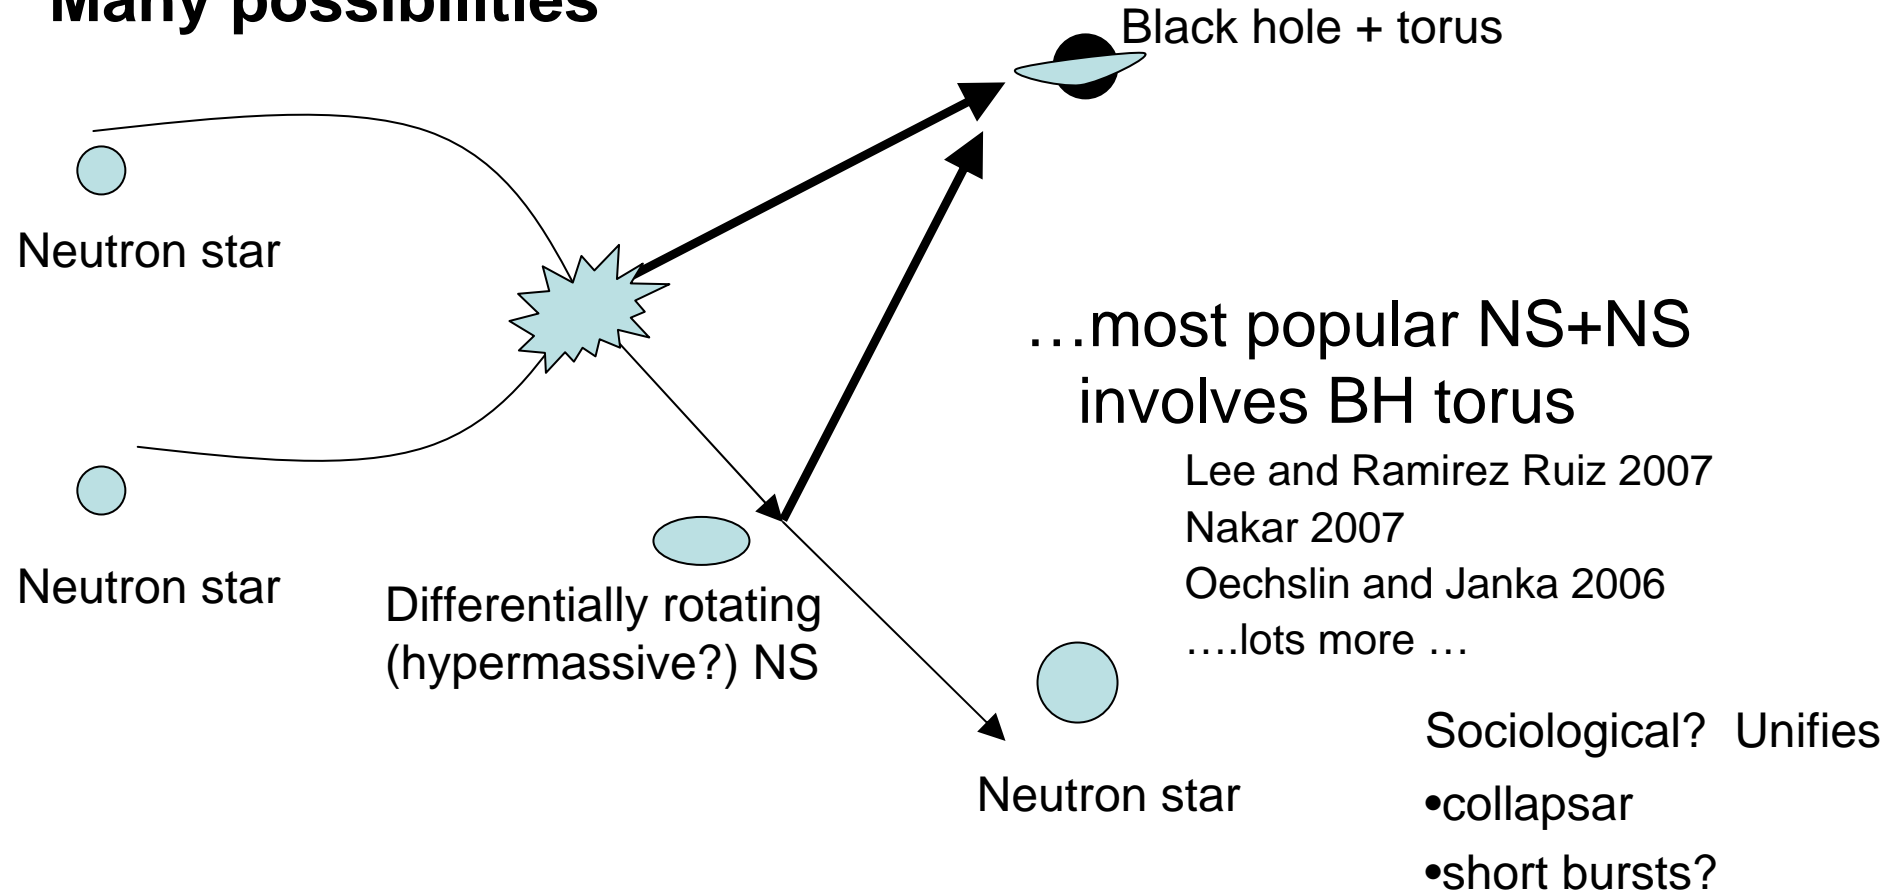 Many possibilities
Black hole + torus
Neutron star
Neutron star
Differentially rotating
(hypermassive?) NS
…most popular NS+NS
involves BH torus
Lee and Ramirez Ruiz 2007
Nakar 2007
Oechslin and Janka 2006
….lots more …
Neutron star
Sociological?  Unifies
•collapsar
•short bursts?